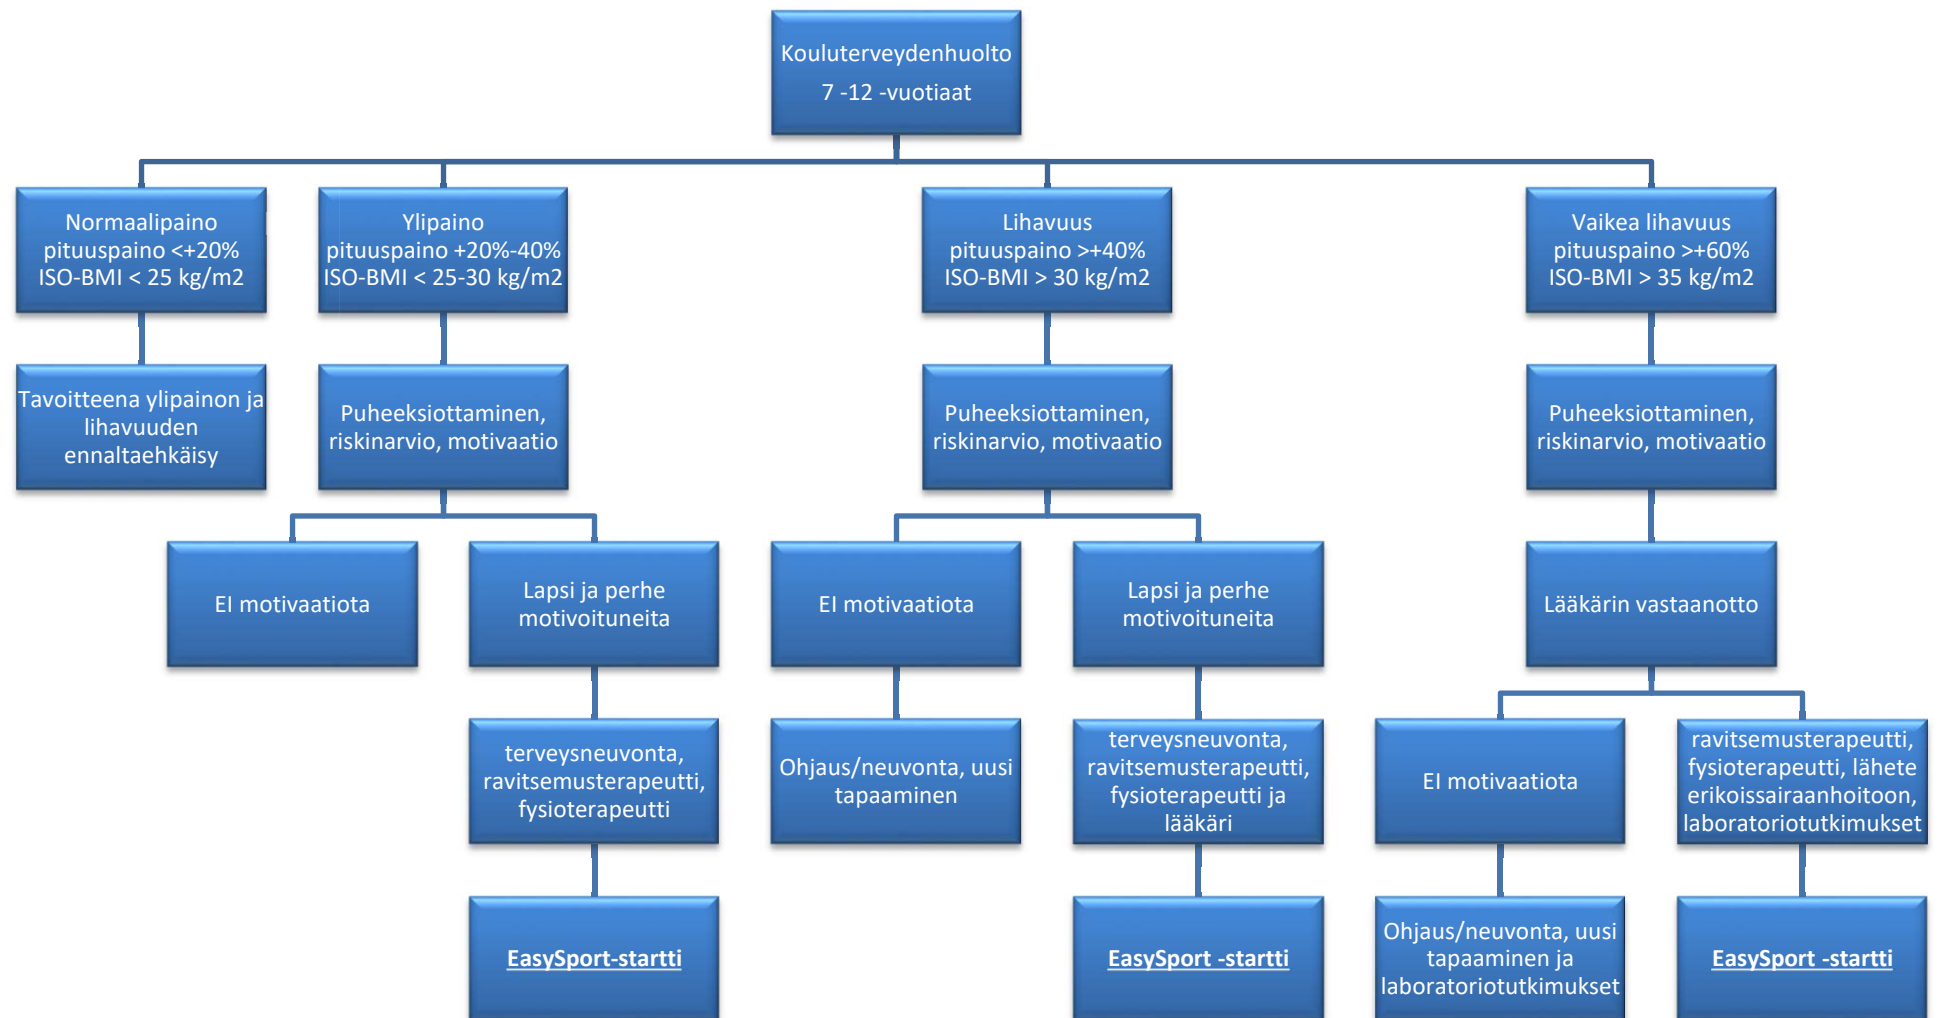 Kouluterveydenhuolto
7 -12 -vuotiaat
Normaalipaino
pituuspaino <+20%
ISO-BMI < 25 kg/m2
Ylipaino
pituuspaino +20%-40%
ISO-BMI < 25-30 kg/m2
Lihavuus
pituuspaino >+40%
ISO-BMI > 30 kg/m2
Vaikea lihavuus
pituuspaino >+60%
ISO-BMI > 35 kg/m2
Tavoitteena ylipainon ja
lihavuuden
ennaltaehkäisy
Puheeksiottaminen,
riskinarvio, motivaatio
Puheeksiottaminen,
riskinarvio, motivaatio
Puheeksiottaminen,
riskinarvio, motivaatio
EI motivaatiota
Lapsi ja perhe
motivoituneita
EI motivaatiota
Lapsi ja perhe
motivoituneita
Lääkärin vastaanotto
terveysneuvonta,
ravitsemusterapeutti,
fysioterapeutti
Ohjaus/neuvonta, uusi
tapaaminen
terveysneuvonta,
ravitsemusterapeutti,
fysioterapeutti ja
lääkäri
EI motivaatiota
ravitsemusterapeutti,
fysioterapeutti, lähete
erikoissairaanhoitoon,
laboratoriotutkimukset
EasySport-startti
EasySport -startti
Ohjaus/neuvonta, uusi
tapaaminen ja
laboratoriotutkimukset
EasySport -startti